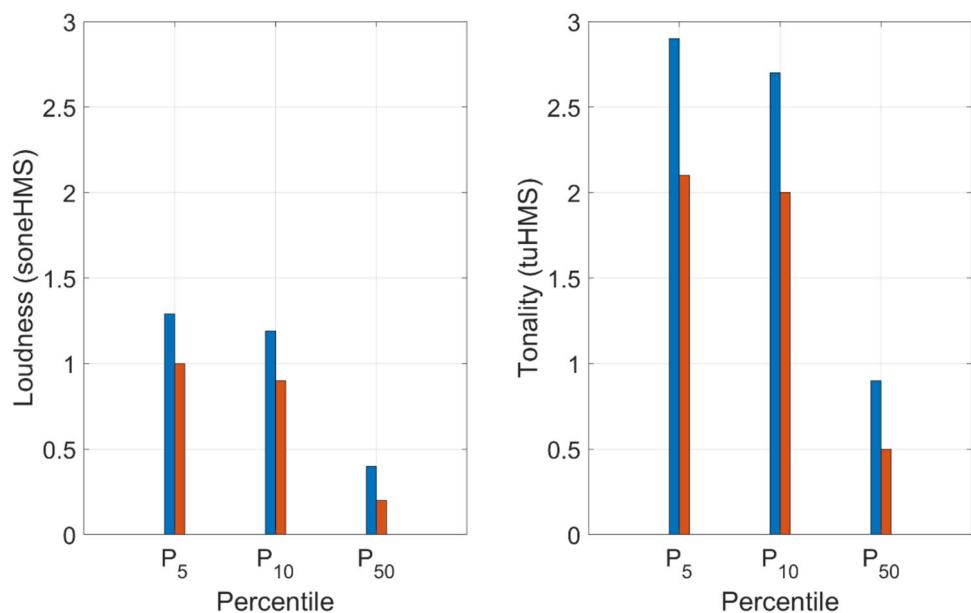 3
2.5
2
1.5
1
0.5
0
Loudness (soneHMS)
P5
P10
P50
Percentile
3
2.5
2
1.5
1
0.5
0
Tonality (tuHMS)
P5
P10
P50
Percentile